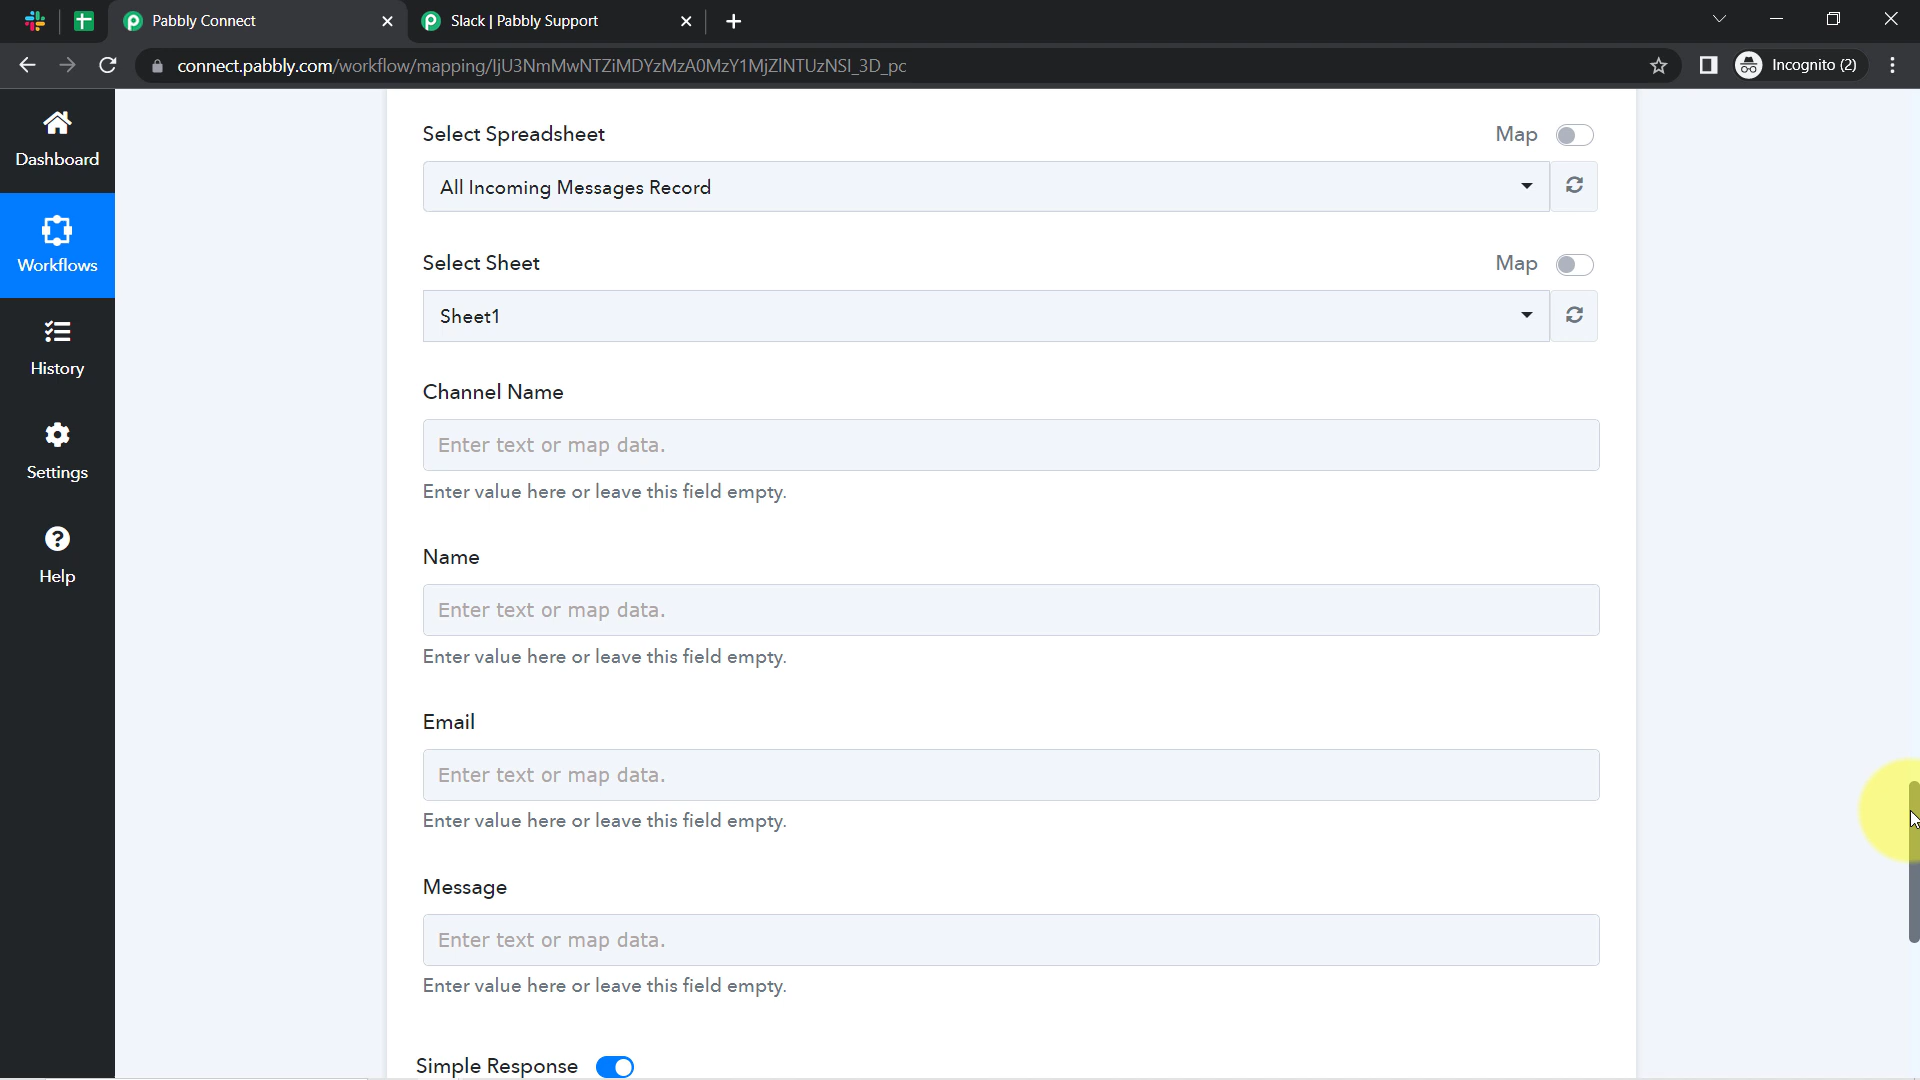 Pabbly Connect
Slack | Pabbly Support
connect.pabbly.com/workflow/mapping/IjU3NmMwNTZiMDYzMzA0MzY1MjZlNTUzNSI_3D_pc
Incognito (2)
Dashboard
Workflows
History
Settings
Help
Select Spreadsheet
Map
All Incoming Messages Record
Select Sheet
Map
Sheet1
Channel Name
Enter text or map data.
Enter value here or leave this field empty.
Name
Enter text or map data.
Enter value here or leave this field empty.
Email
Enter text or map data.
Enter value here or leave this field empty.
Message
Enter text or map data.
Enter value here or leave this field empty.
Simple Response